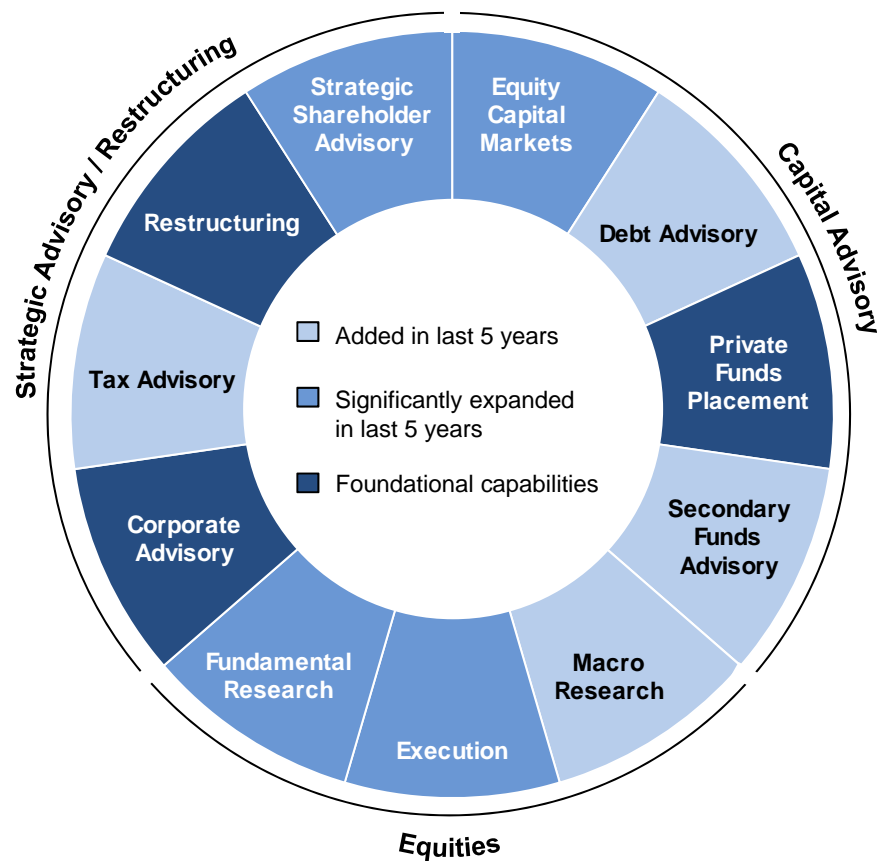 Strategic Advisory / Restructuring
Capital Advisory
Equities
Strategic
Shareholder
Advisory
Equity
Capital
Markets
Debt Advisory
Private
Funds
Placement
Secondary
Funds
Advisory
Macro
Research
Execution
Fundamental
Research
Corporate
Advisory
Tax Advisory
Restructuring
Added in last 5 years
Significantly expanded
in last 5 years
Foundational capabilities